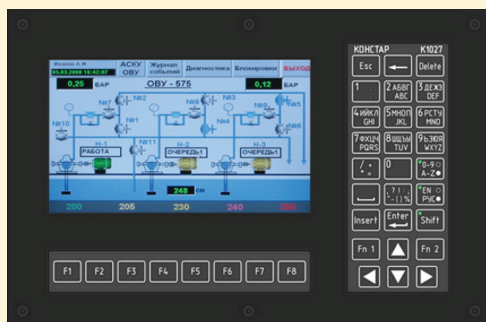 Иванов А.И. АСКУ Журнал Диагностика Блокировки ВЫХОД
05.03.2008 18:42:07 ОВУ событий
0,25 БАР ОВУ - 575 0,12 БАР
№2 №3
№7 №9 №5
№10 №1 №4 №6
№11
Н-1 Н-2 Н-3
РАБОТА ОЧЕРЕДЬ1 ОЧЕРЕДЬ1
248 СМ
200 205 230 240
F1 F2 F3 F4 F5 F6 F7 F8
КОНСТАР К1027
Esc ← Delete
1 2 АБВГ ABC 3 ДЕЖЗ DEF
4 ИЙКЛ GHI 5 МНОП JKL 6 РСТУ MNO
7 ФХЦЧ PQRS 8 ШЩЪЫ TUV 9 ЬЭЮЯ WXYZ
0 0-9 A-Z
EN РУС
Insert Enter Shift
Fn 1 Fn 2